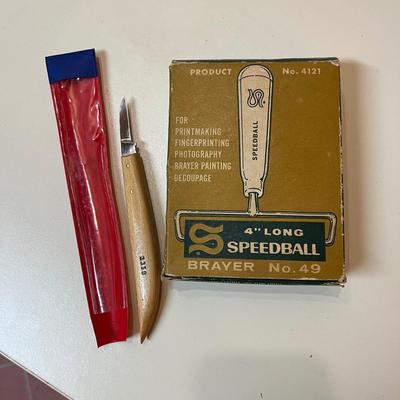 PRODUCT No. 4121
FOR
PRINTMAKING
FINGERPRINTING
PHOTOGRAPHY
BRAYER PAINTING
DECOUPAGE
SPEEDBALL
4" LONG
SPEEDBALL
BRAYER No. 49